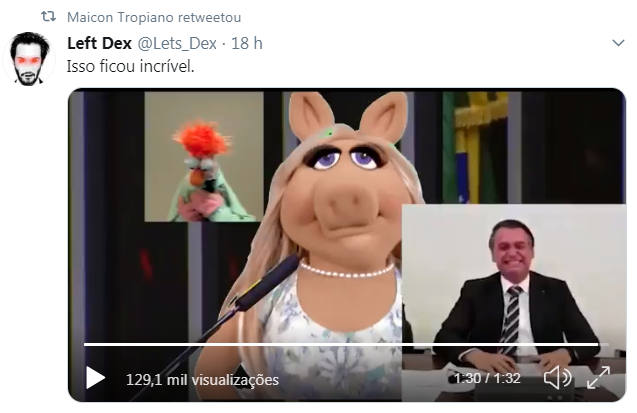 Maicon Tropiano retweetou
Left Dex @Lets_Dex · 18 h
Isso ficou incrível.
129,1 mil visualizações
1:30 / 1:32